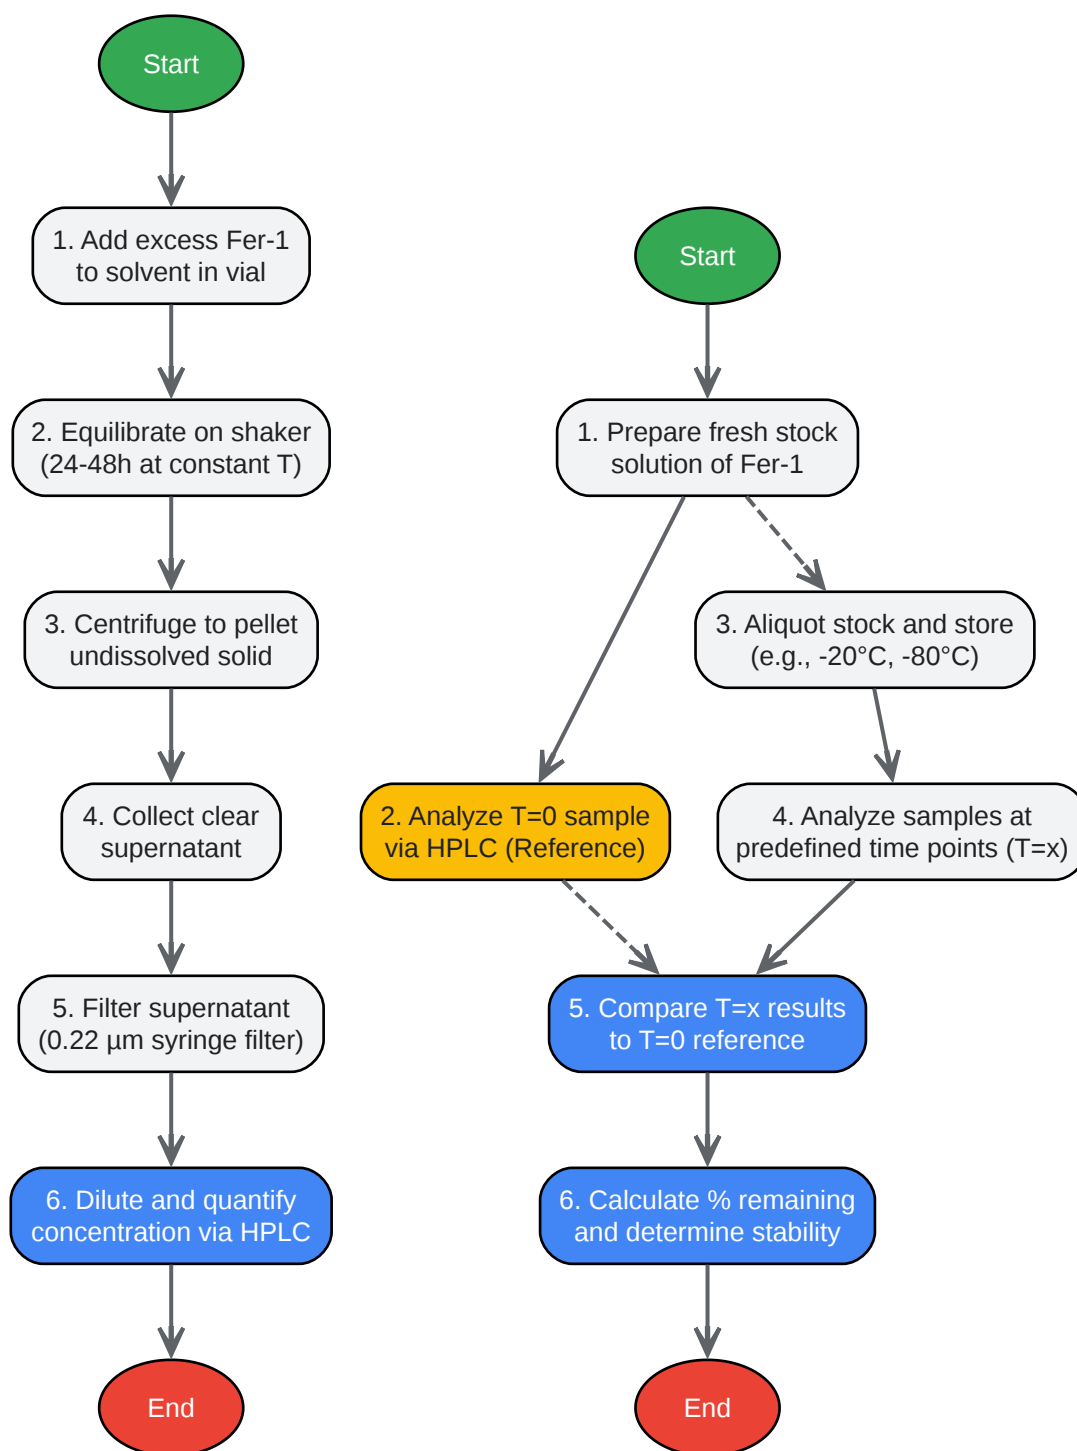 Start
1. Add excess Fer-1
to solvent in vial
2. Equilibrate on shaker
(24-48h at constant T)
3. Centrifuge to pellet
undissolved solid
4. Collect clear
supernatant
5. Filter supernatant
(0.22 µm syringe filter)
6. Dilute and quantify
concentration via HPLC
End
Start
1. Prepare fresh stock
solution of Fer-1
2. Analyze T=0 sample
via HPLC (Reference)
3. Aliquot stock and store
(e.g., -20°C, -80°C)
4. Analyze samples at
predefined time points (T=x)
5. Compare T=x results
to T=0 reference
6. Calculate % remaining
and determine stability
End